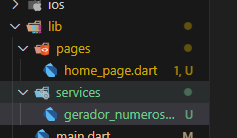 ios
lib
pages
home_page.dart 1, U
services
gerador_numeros... U
main.dart